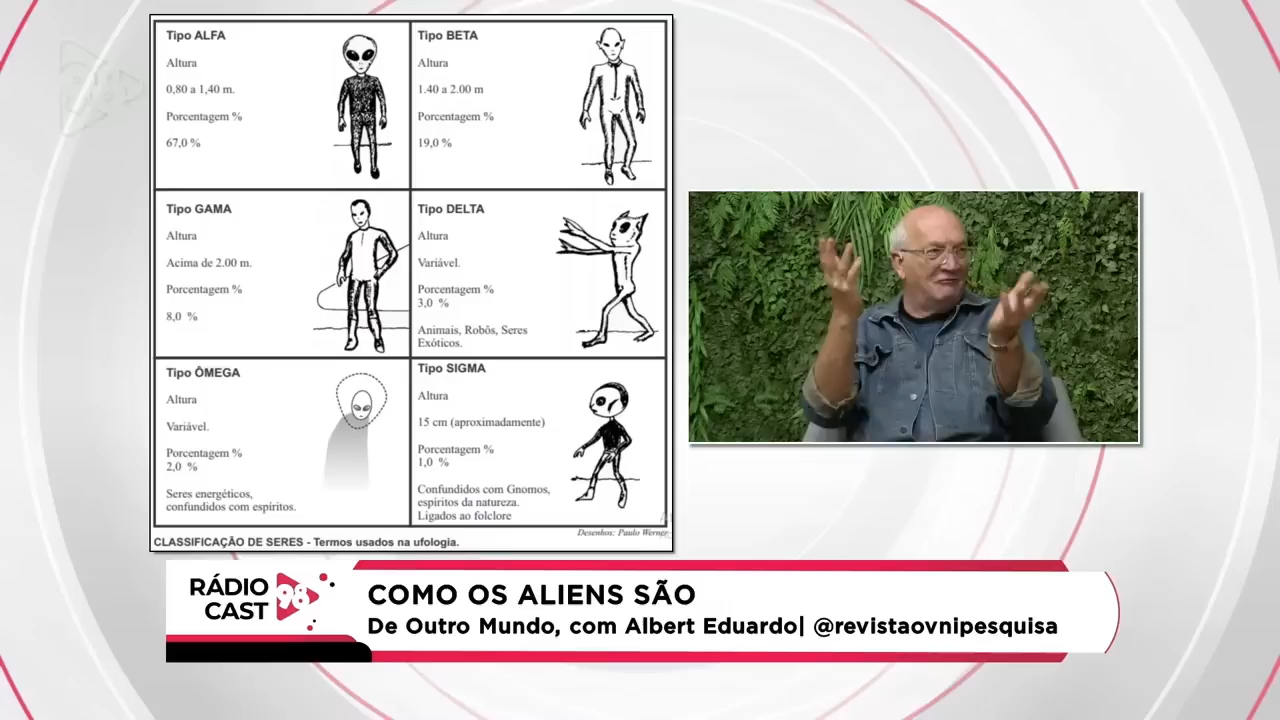 Tipo ALFA
Altura
0,80 a 1,40 m.
Porcentagem %
67,0 %
Tipo BETA
Altura
1.40 a 2.00 m
Porcentagem %
19,0 %
Tipo GAMA
Altura
Acima de 2.00 m.
Porcentagem %
8,0 %
Tipo DELTA
Altura
Variável.
Porcentagem %
3,0 %
Animais, Robôs, Seres
Exóticos.
Tipo ÔMEGA
Altura
Variável.
Porcentagem %
2,0 %
Seres energéticos,
confundidos com espíritos.
Tipo SIGMA
Altura
15 cm (aproximadamente)
Porcentagem %
1,0 %
Confundidos com Gnomos,
espíritos da natureza.
Ligados ao folclore
Desenhos: Paulo Werner
CLASSIFICAÇÃO DE SERES - Termos usados na ufologia.
RÁDIO
CAST 98
COMO OS ALIENS SÃO
De Outro Mundo, com Albert Eduardo| @revistaovnipesquisa